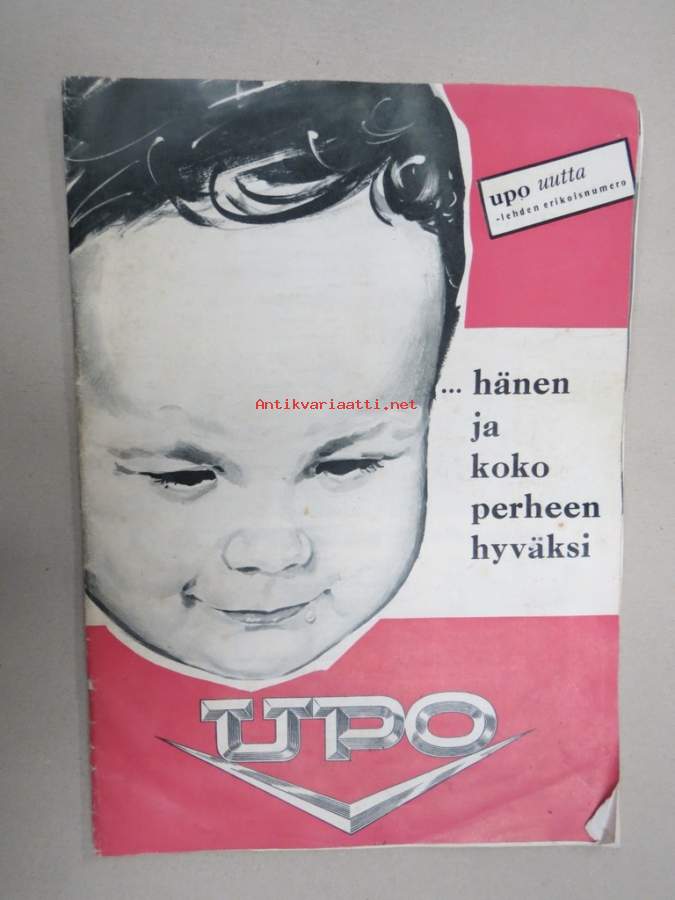 upo uutta
-lehden erikoisnumero
... hänen
ja
koko
perheen
hyväksi
Antikvariaatti.net
UPO